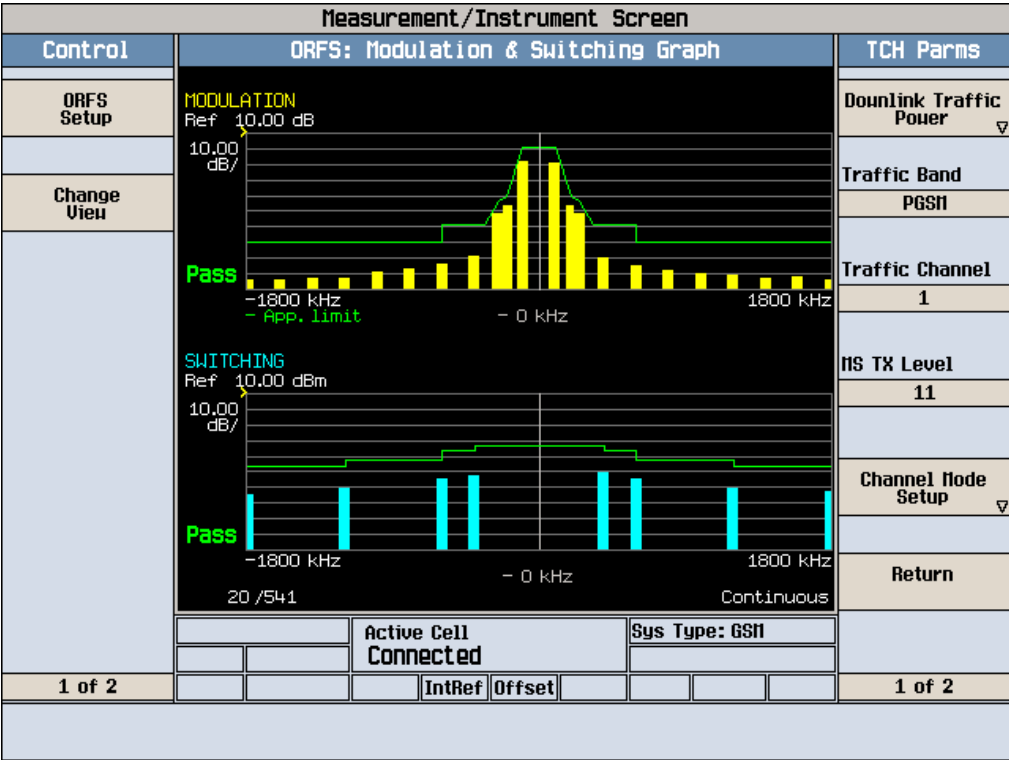 Measurement/Instrument Screen
Control
ORFS: Modulation & Switching Graph
TCH Parms
ORFS
Setup
Change
View
1 of 2
MODULATION
Ref 10.00 dB
10.00
dB/
Pass
-1800 kHz
1800 kHz
- App. limit
- 0 kHz
SWITCHING
Ref 10.00 dBm
10.00
dB/
Pass
-1800 kHz
1800 kHz
- 0 kHz
20 /541
Continuous
Active Cell
Connected
Sys Type: GSM
IntRef
Offset
Downlink Traffic
Power
Traffic Band
PGSM
Traffic Channel
1
MS TX Level
11
Channel Mode
Setup
Return
1 of 2